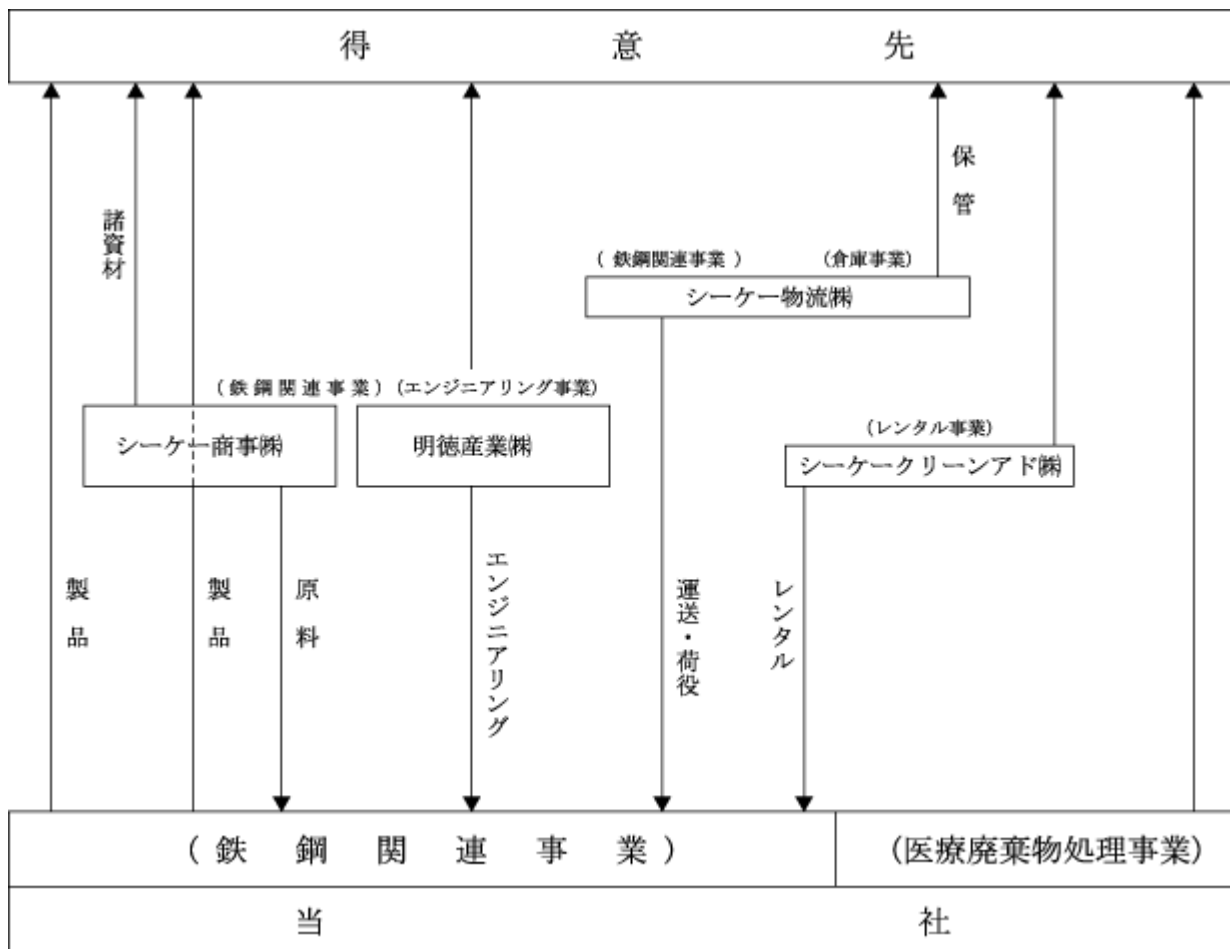 得意先
保管
諸資材
(鉄鋼関連事業) (倉庫事業)
シーケー物流㈱
(鉄鋼関連事業) (エンジニアリング事業)
シーケー商事㈱ 明徳産業㈱
(レンタル事業)
シーケークリーンアド㈱
製品
製品
原料
エンジニアリング
運送・荷役
レンタル
(鉄鋼関連事業) (医療廃棄物処理事業)
当社